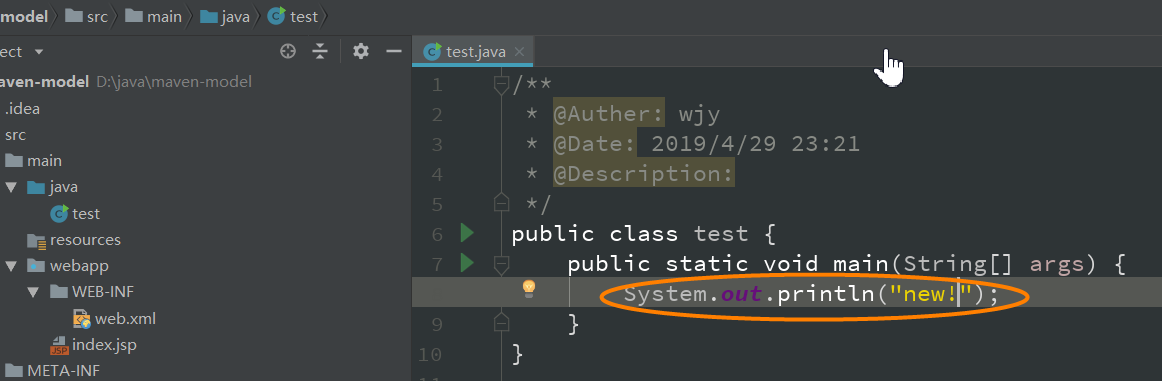 model src main java test
ect
test.java
aven-model D:\java\maven-model
.idea
src
main
java
test
resources
webapp
WEB-INF
web.xml
index.jsp
META-INF
1 /**
2 * @Auther: wjy
3 * @Date: 2019/4/29 23:21
4 * @Description:
5 */
6 public class test {
7 public static void main(String[] args) {
System.out.println("new!");
9 }
10 }